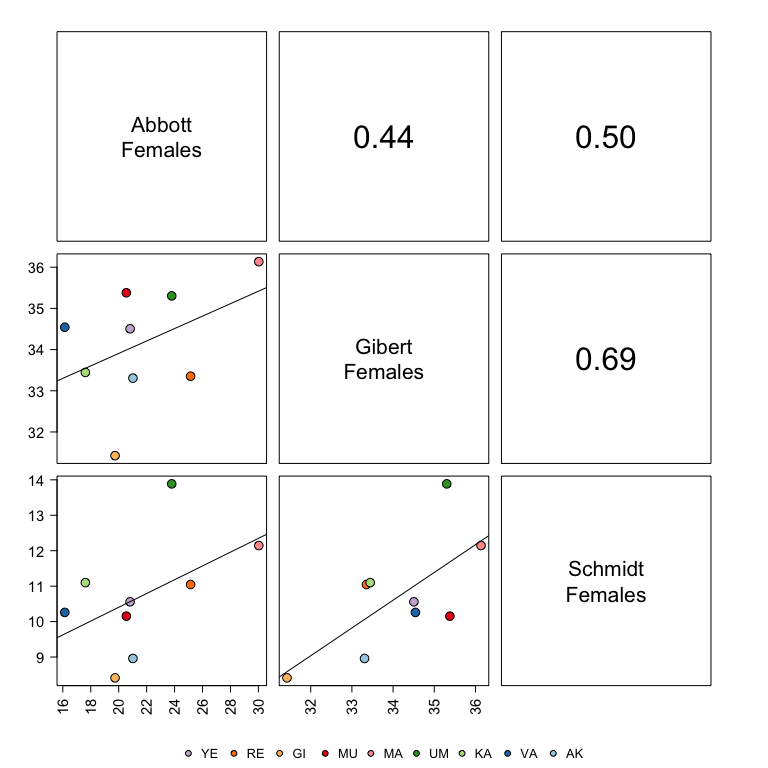 Abbott
Females
0.44
0.50
36
35
34
33
32
Gibert
Females
0.69
14
13
12
11
10
9
Schmidt
Females
16 18 20 22 24 26 28 30
32 33 34 35 36
YE RE GI MU MA UM KA VA AK